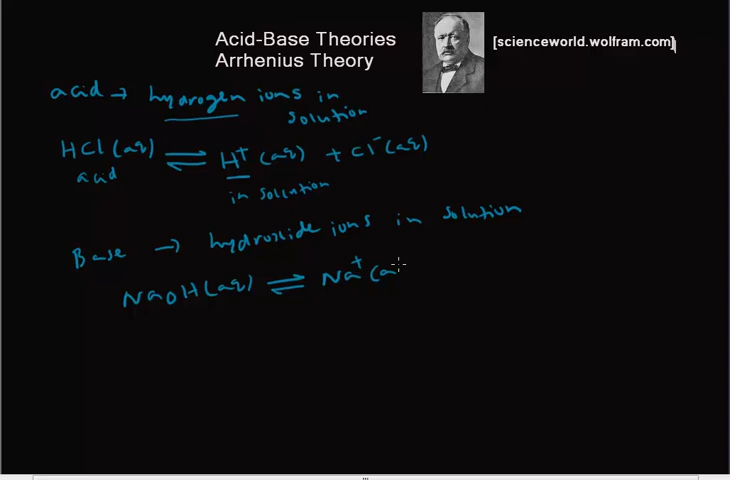 Acid-Base Theories
Arrhenius Theory
[scienceworld.wolfram.com]
acid → hydrogen ions in
solution
HCl (aq) ⇌ H⁺ (aq) + Cl⁻ (aq)
acid
in solution
Base → hydroxide ions in solution
NaOH (aq) ⇌ Na⁺ (a